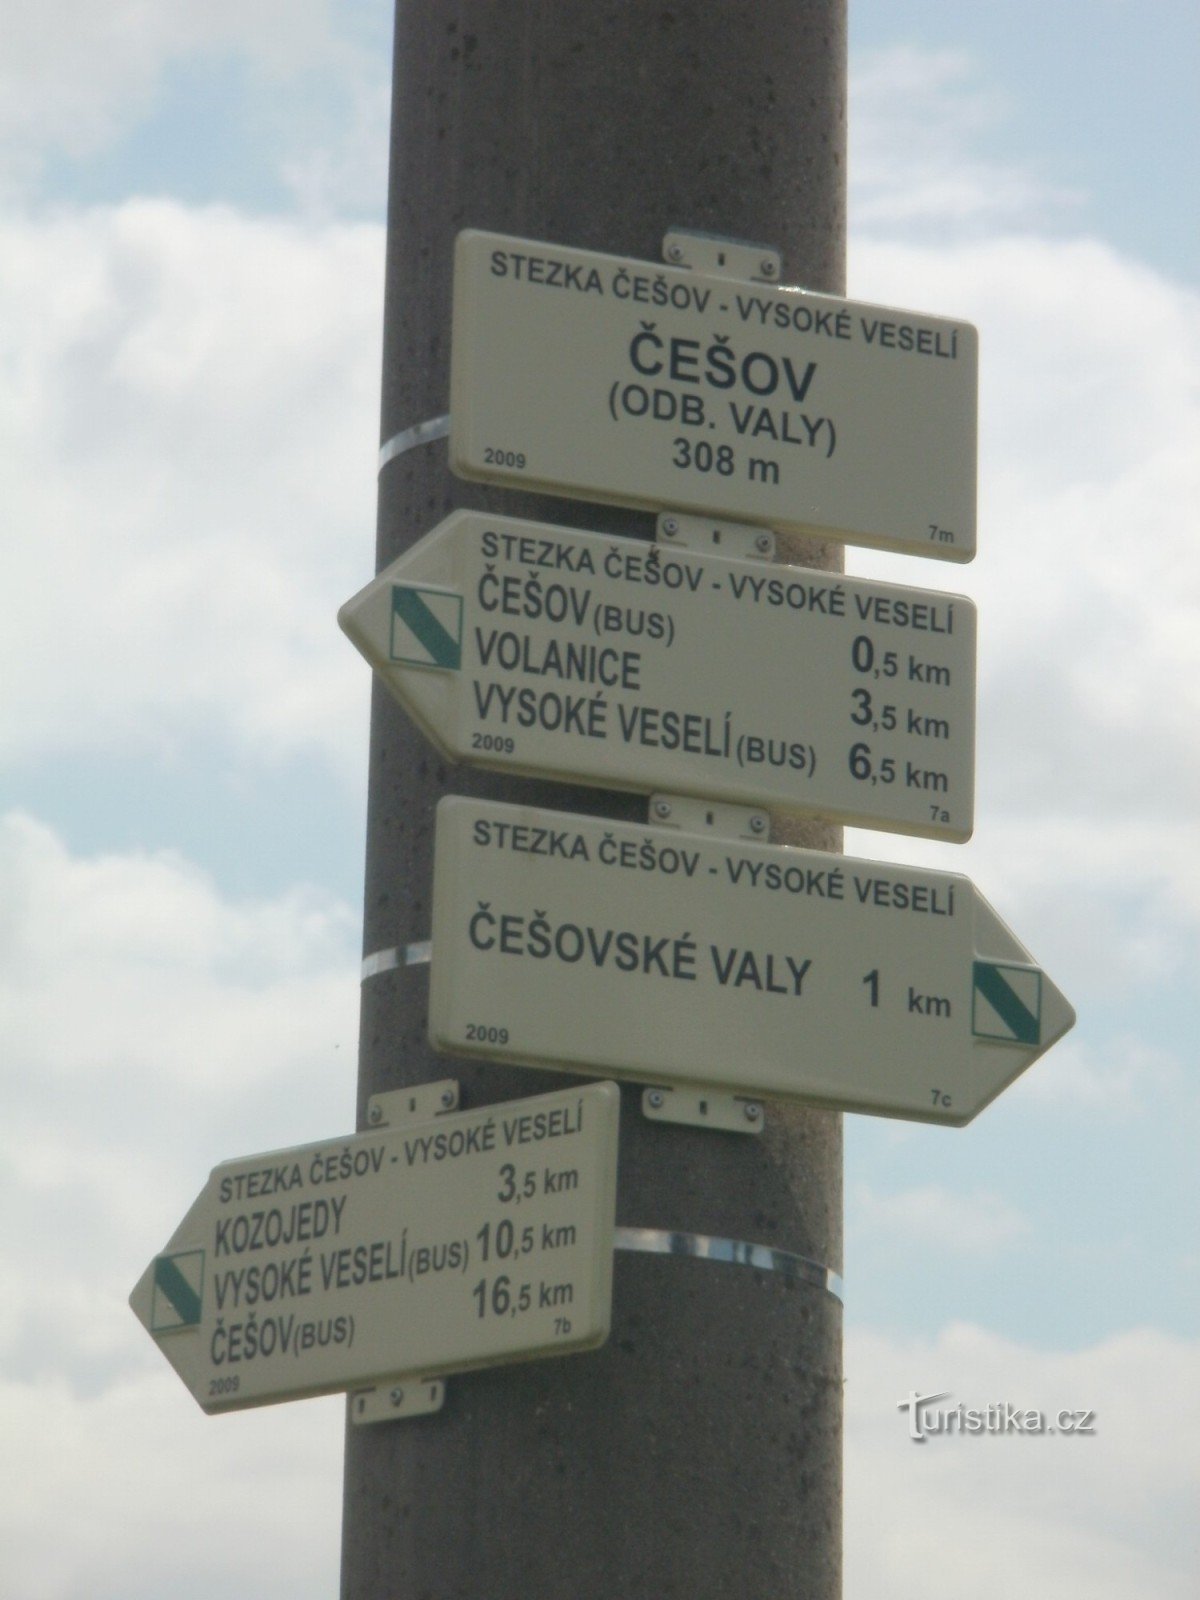 STEZKA ČEŠOV - VYSOKÉ VESELÍ
ČEŠOV
(ODB. VALY)
308 m
2009
7m
STEZKA ČEŠOV - VYSOKÉ VESELÍ
ČEŠOV (BUS) 0,5 km
VOLANICE 3,5 km
VYSOKÉ VESELÍ (BUS) 6,5 km
2009
7a
STEZKA ČEŠOV - VYSOKÉ VESELÍ
ČEŠOVSKÉ VALY 1 km
2009
7c
STEZKA ČEŠOV - VYSOKÉ VESELÍ
KOZOJEDY 3,5 km
VYSOKÉ VESELÍ (BUS) 10,5 km
ČEŠOV (BUS) 16,5 km
2009
7b
Turistika.cz